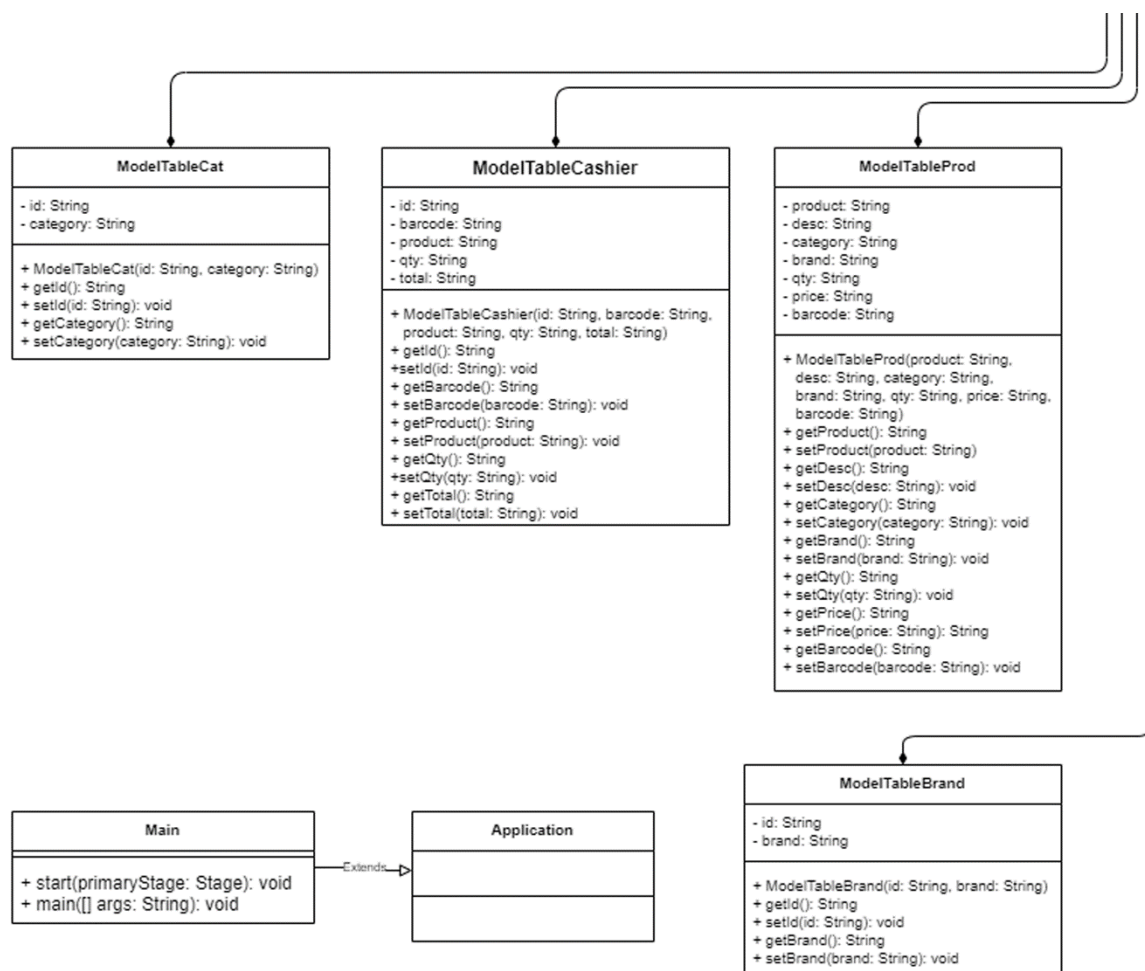 ModelTableCat
- id: String
- category: String
+ ModelTableCat(id: String, category: String)
+ getId(): String
+ setId(id: String): void
+ getCategory(): String
+ setCategory(category: String): void
ModelTableCashier
- id: String
- barcode: String
- product: String
- qty: String
- total: String
+ ModelTableCashier(id: String, barcode: String,
product: String, qty: String, total: String)
+ getId(): String
+setId(id: String): void
+ getBarcode(): String
+ setBarcode(barcode: String): void
+ getProduct(): String
+ setProduct(product: String): void
+ getQty(): String
+setQty(qty: String): void
+ getTotal(): String
+ setTotal(total: String): void
ModelTableProd
- product: String
- desc: String
- category: String
- brand: String
- qty: String
- price: String
- barcode: String
+ ModelTableProd(product: String,
desc: String, category: String,
brand: String, qty: String, price: String,
barcode: String)
+ getProduct(): String
+ setProduct(product: String)
+ getDesc(): String
+ setDesc(desc: String): void
+ getCategory(): String
+ setCategory(category: String): void
+ getBrand(): String
+ setBrand(brand: String): void
+ getQty(): String
+ setQty(qty: String): void
+ getPrice(): String
+ setPrice(price: String): String
+ getBarcode(): String
+ setBarcode(barcode: String): void
Main
+ start(primaryStage: Stage): void
+ main([] args: String): void
Extends
Application
ModelTableBrand
- id: String
- brand: String
+ ModelTableBrand(id: String, brand: String)
+ getId(): String
+ setId(id: String): void
+ getBrand(): String
+ setBrand(brand: String): void